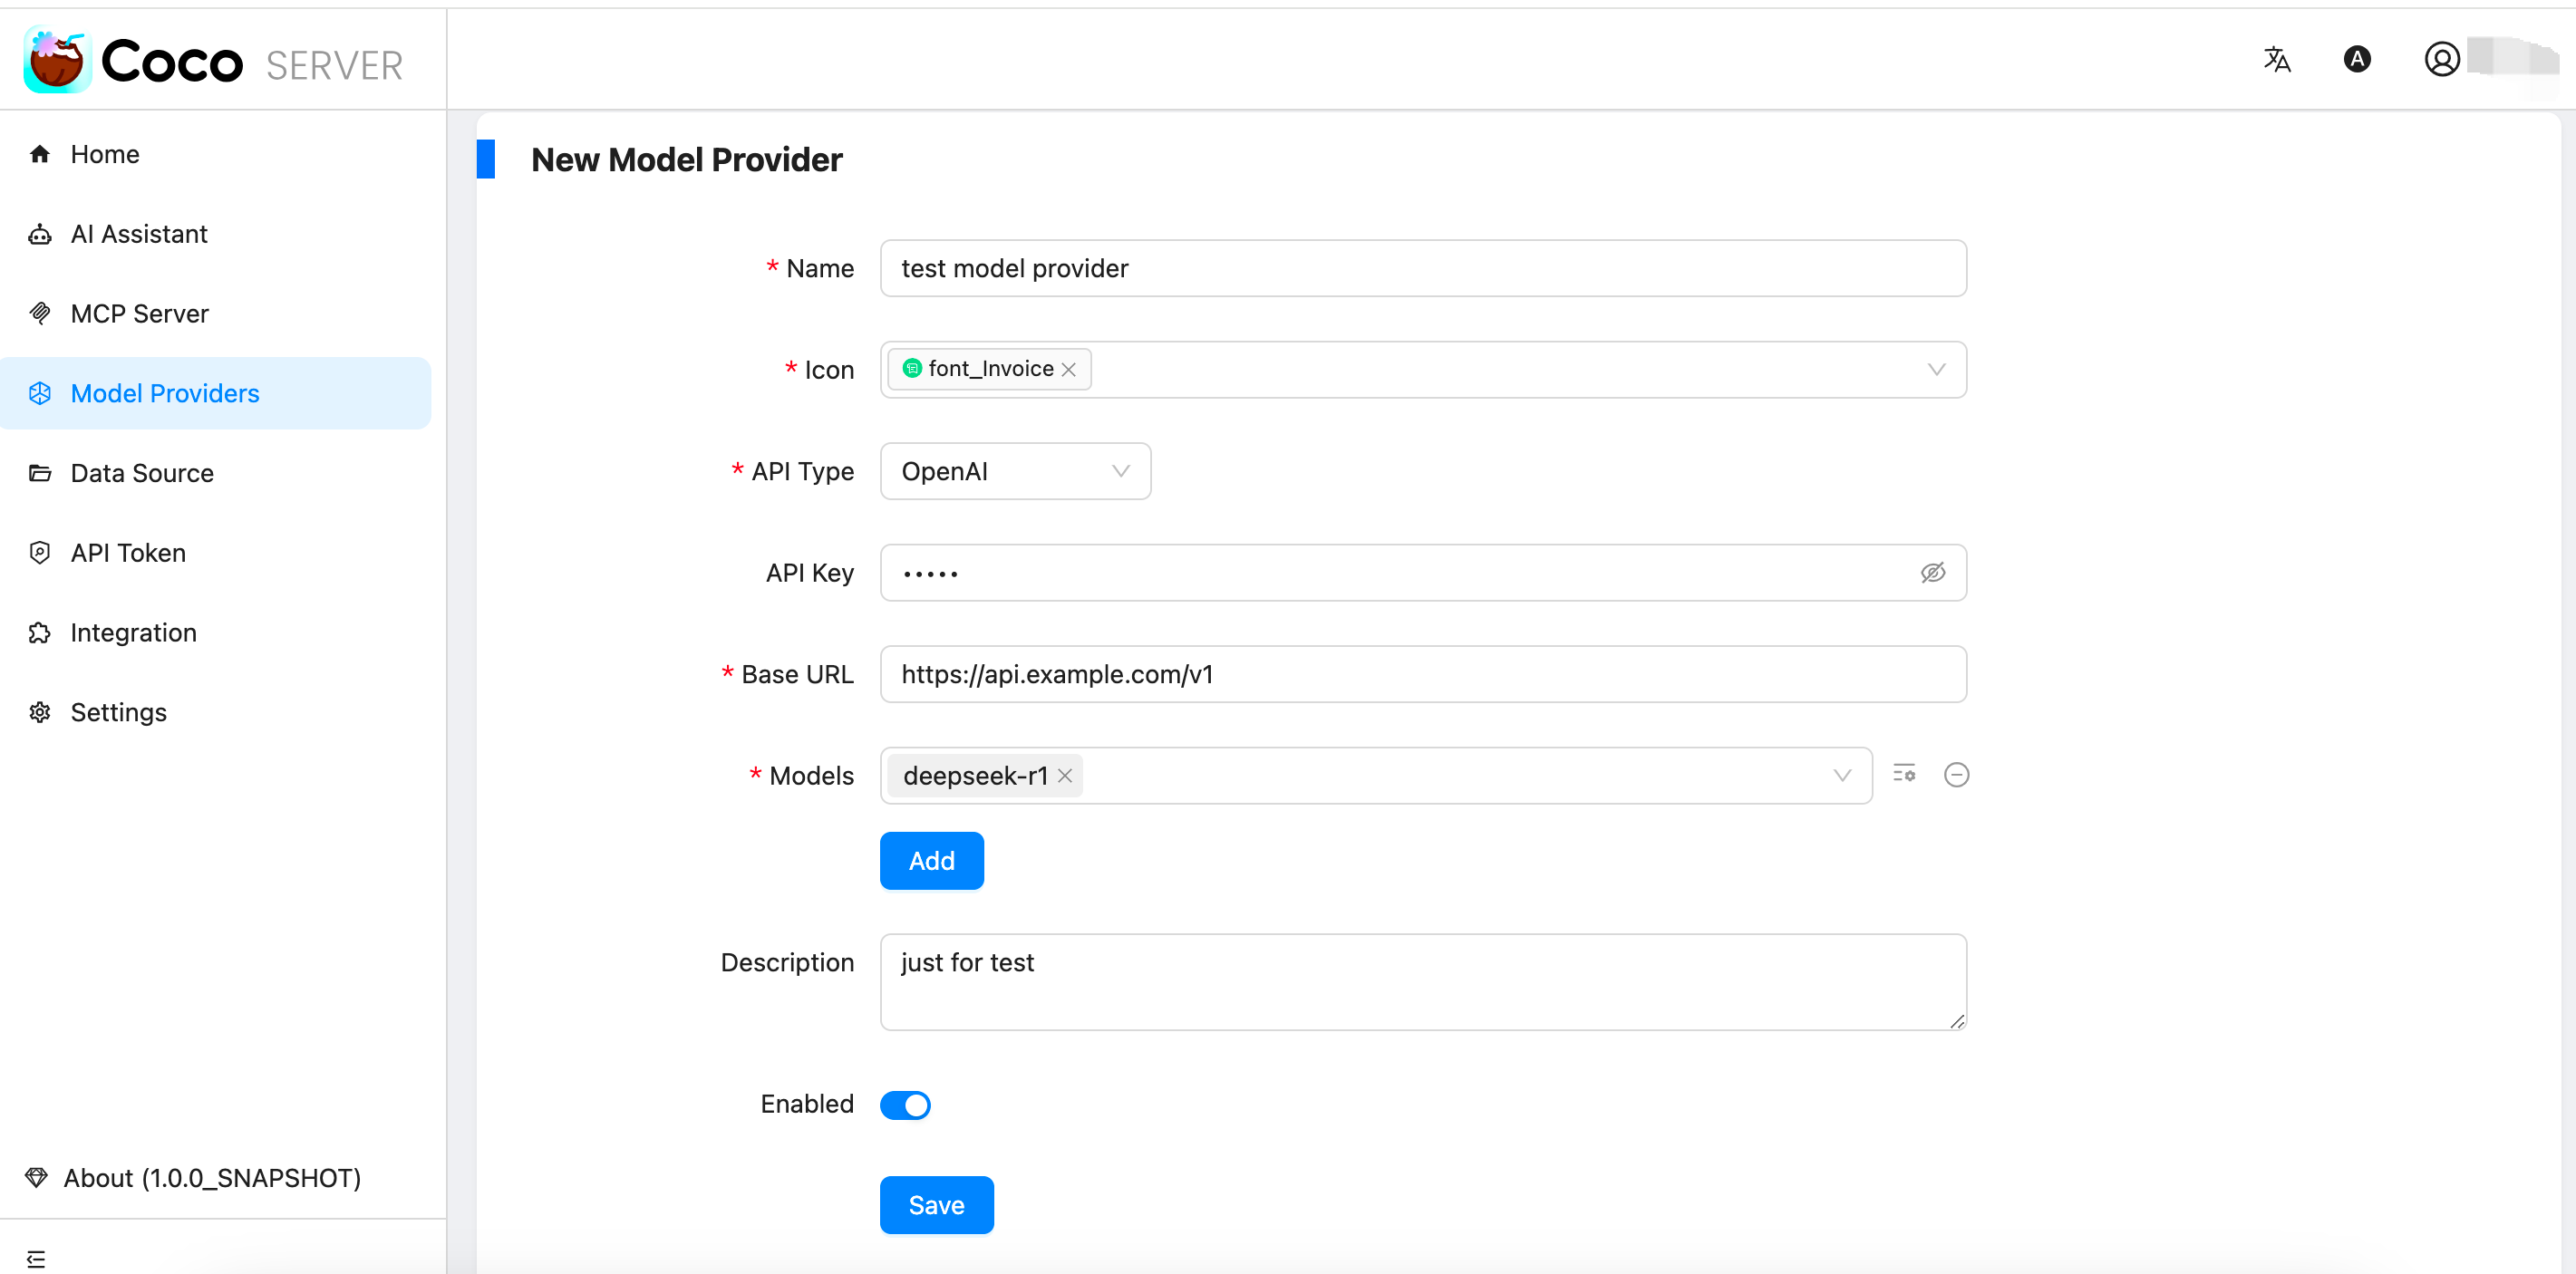 Coco SERVER
A
Home
AI Assistant
MCP Server
Model Providers
Data Source
API Token
Integration
Settings
About (1.0.0_SNAPSHOT)
New Model Provider
* Name test model provider
* Icon font_Invoice
* API Type OpenAI
API Key •••••
* Base URL https://api.example.com/v1
* Models deepseek-r1
Add
Description just for test
Enabled
Save